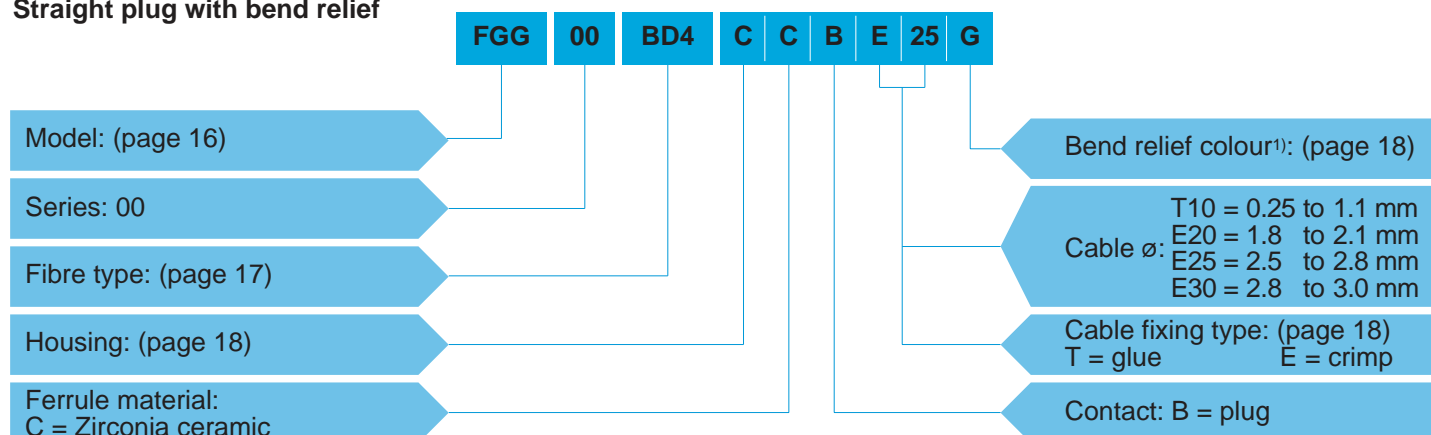 Straight plug with bend relief
FGG 00 BD4 C C B E 25 G
Model: (page 16)
Series: 00
Fibre type: (page 17)
Housing: (page 18)
Ferrule material:
C = Zirconia ceramic
Bend relief colour1): (page 18)
Cable ø:
T10 = 0.25 to 1.1 mm
E20 = 1.8 to 2.1 mm
E25 = 2.5 to 2.8 mm
E30 = 2.8 to 3.0 mm
Cable fixing type: (page 18)
T = glue E = crimp
Contact: B = plug